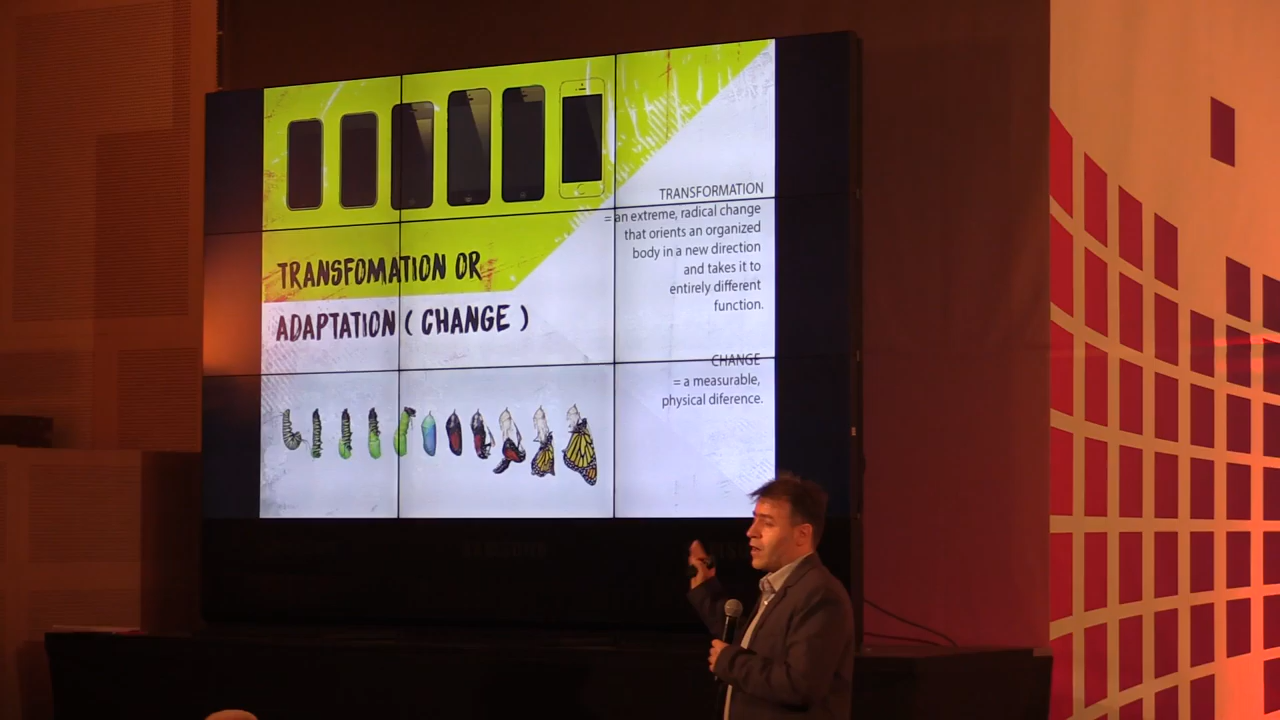 TRANSFOMATION OR
ADAPTATION ( CHANGE )
TRANSFORMATION
= an extreme, radical change
that orients an organized
body in a new direction
and takes it to
entirely different
function.
CHANGE
= a measurable,
physical diference.